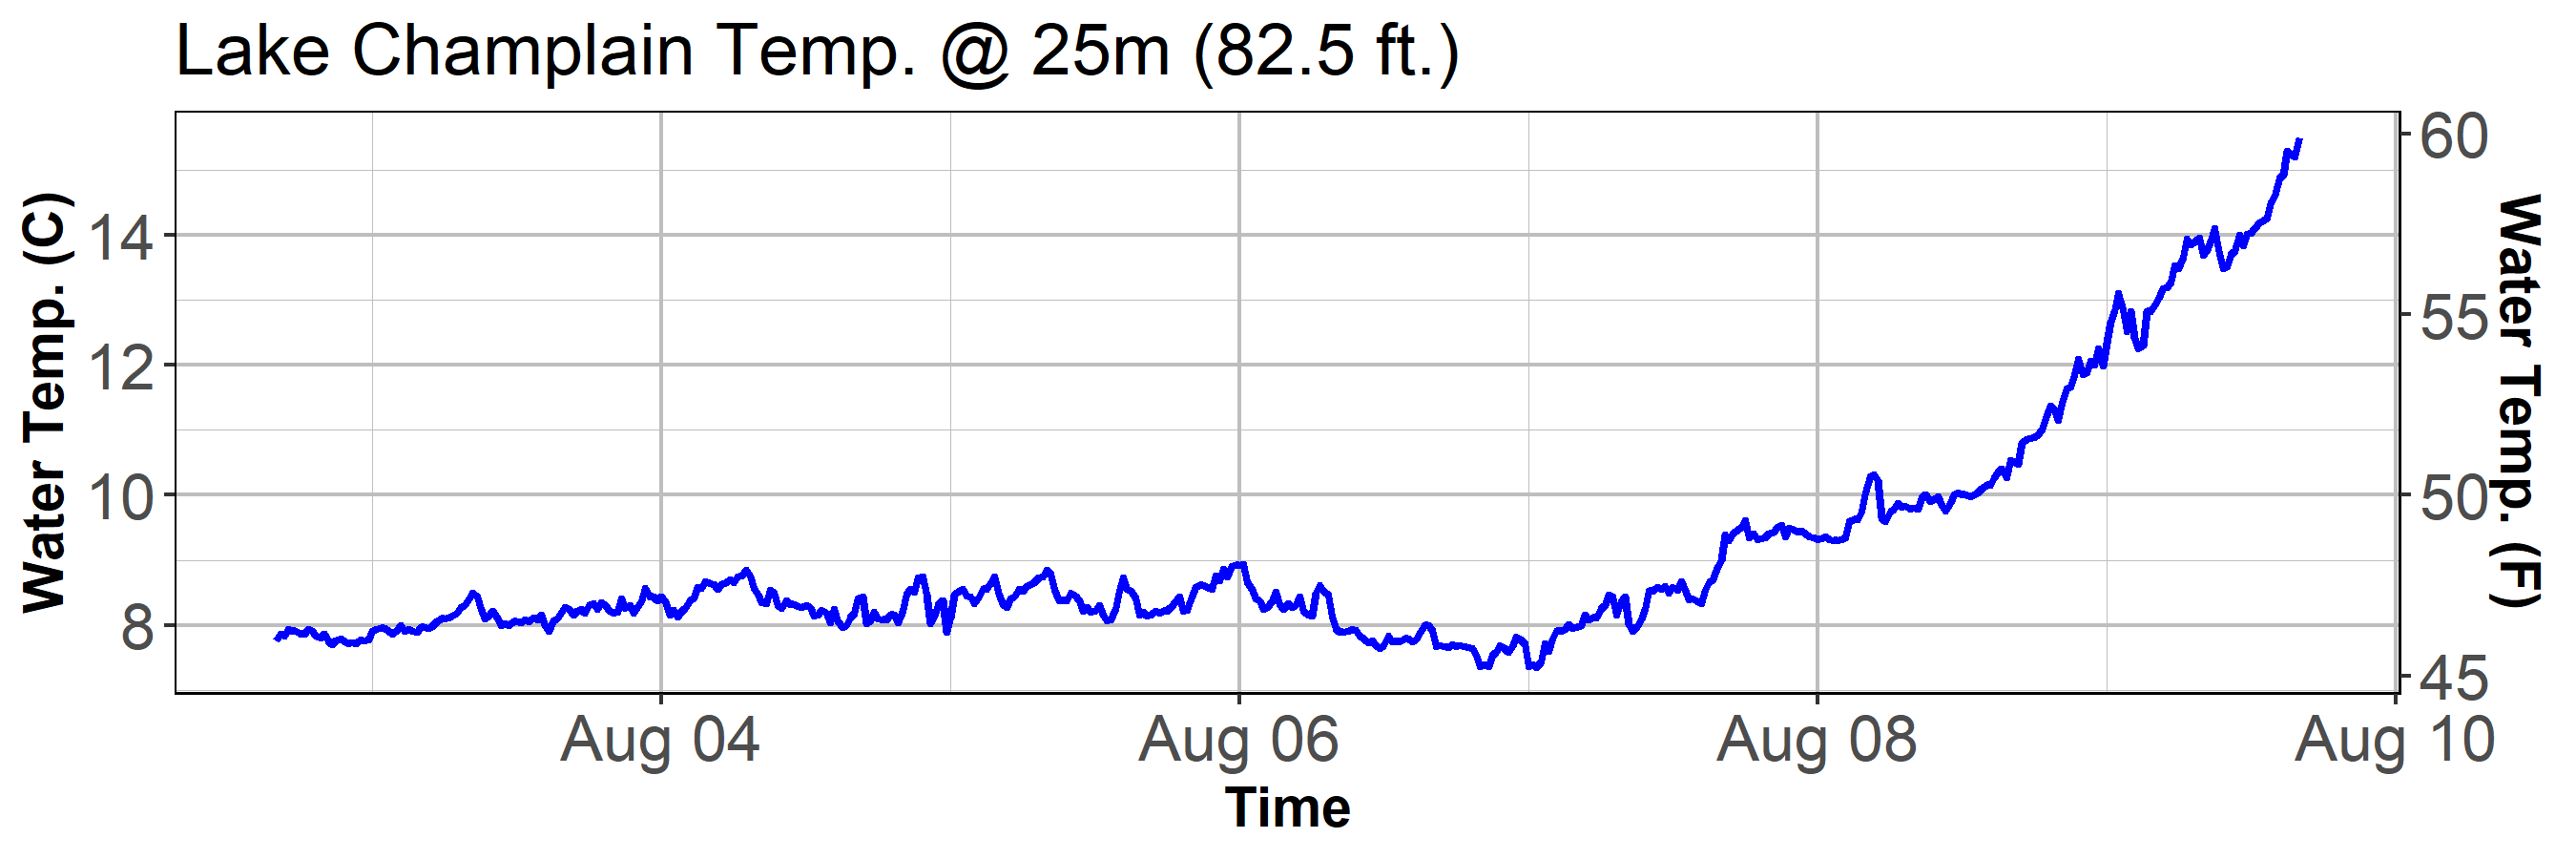 Lake Champlain Temp. @ 25m (82.5 ft.)
Water Temp. (C)
14
12
10
8
60
55
50
45
Water Temp. (F)
Aug 04 Aug 06 Aug 08 Aug 10
Time